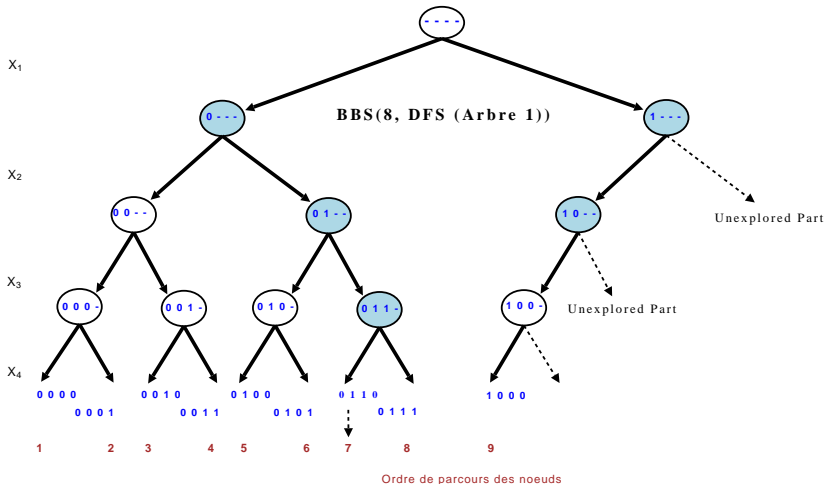 - - - -
X1
0 - - -
BBS(8, DFS (Arbre 1))
1 - - -
X2
0 0 - -
0 1 - -
1 0 - -
Unexplored Part
X3
0 0 0 -
0 0 1 -
0 1 0 -
0 1 1 -
1 0 0 -
Unexplored Part
X4
0 0 0 0
0 0 1 0
0 1 0 0
0 1 1 0
1 0 0 0
0 0 0 1
0 0 1 1
0 1 0 1
0 1 1 1
1 2 3 4 5 6 7 8 9
Ordre de parcours des noeuds